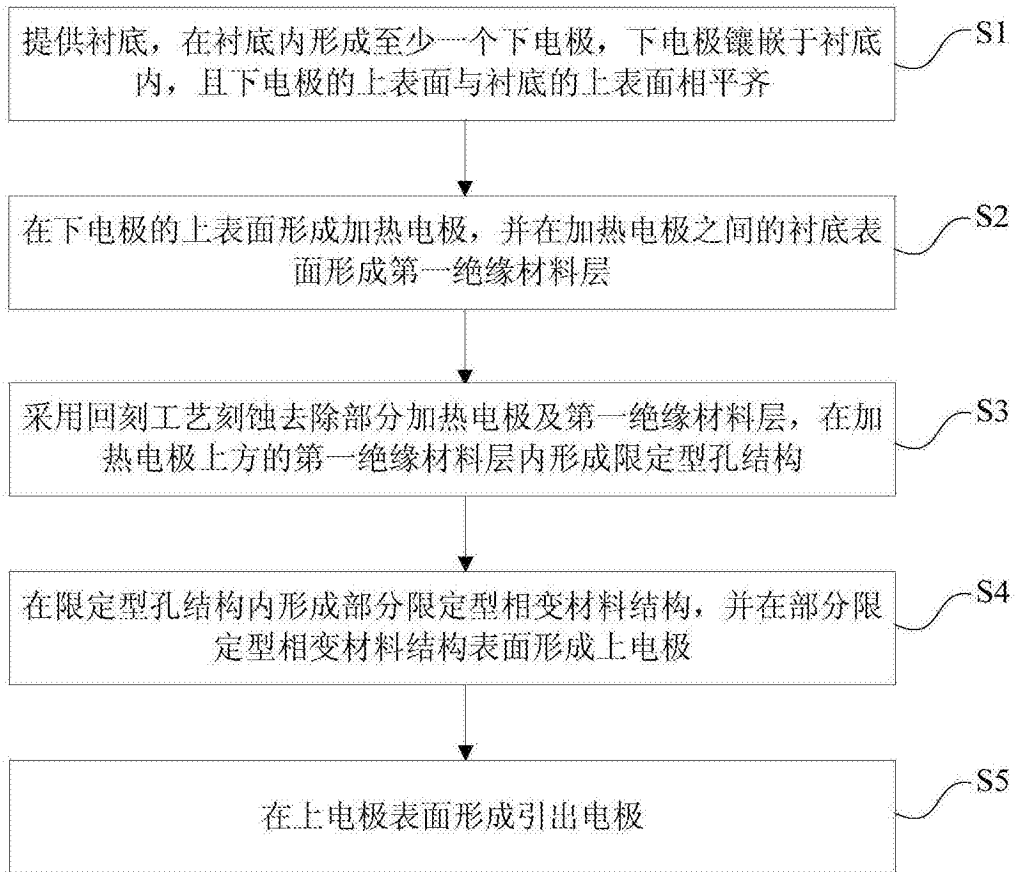 提供衬底，在衬底内形成至少一个下电极，下电极镶嵌于衬底
内，且下电极的上表面与衬底的上表面相平齐
S1
在下电极的上表面形成加热电极，并在加热电极之间的衬底表
面形成第一绝缘材料层
S2
采用回刻工艺刻蚀去除部分加热电极及第一绝缘材料层，在加
热电极上方的第一绝缘材料层内形成限定型孔结构
S3
在限定型孔结构内形成部分限定型相变材料结构，并在部分限
定型相变材料结构表面形成上电极
S4
在上电极表面形成引出电极
S5